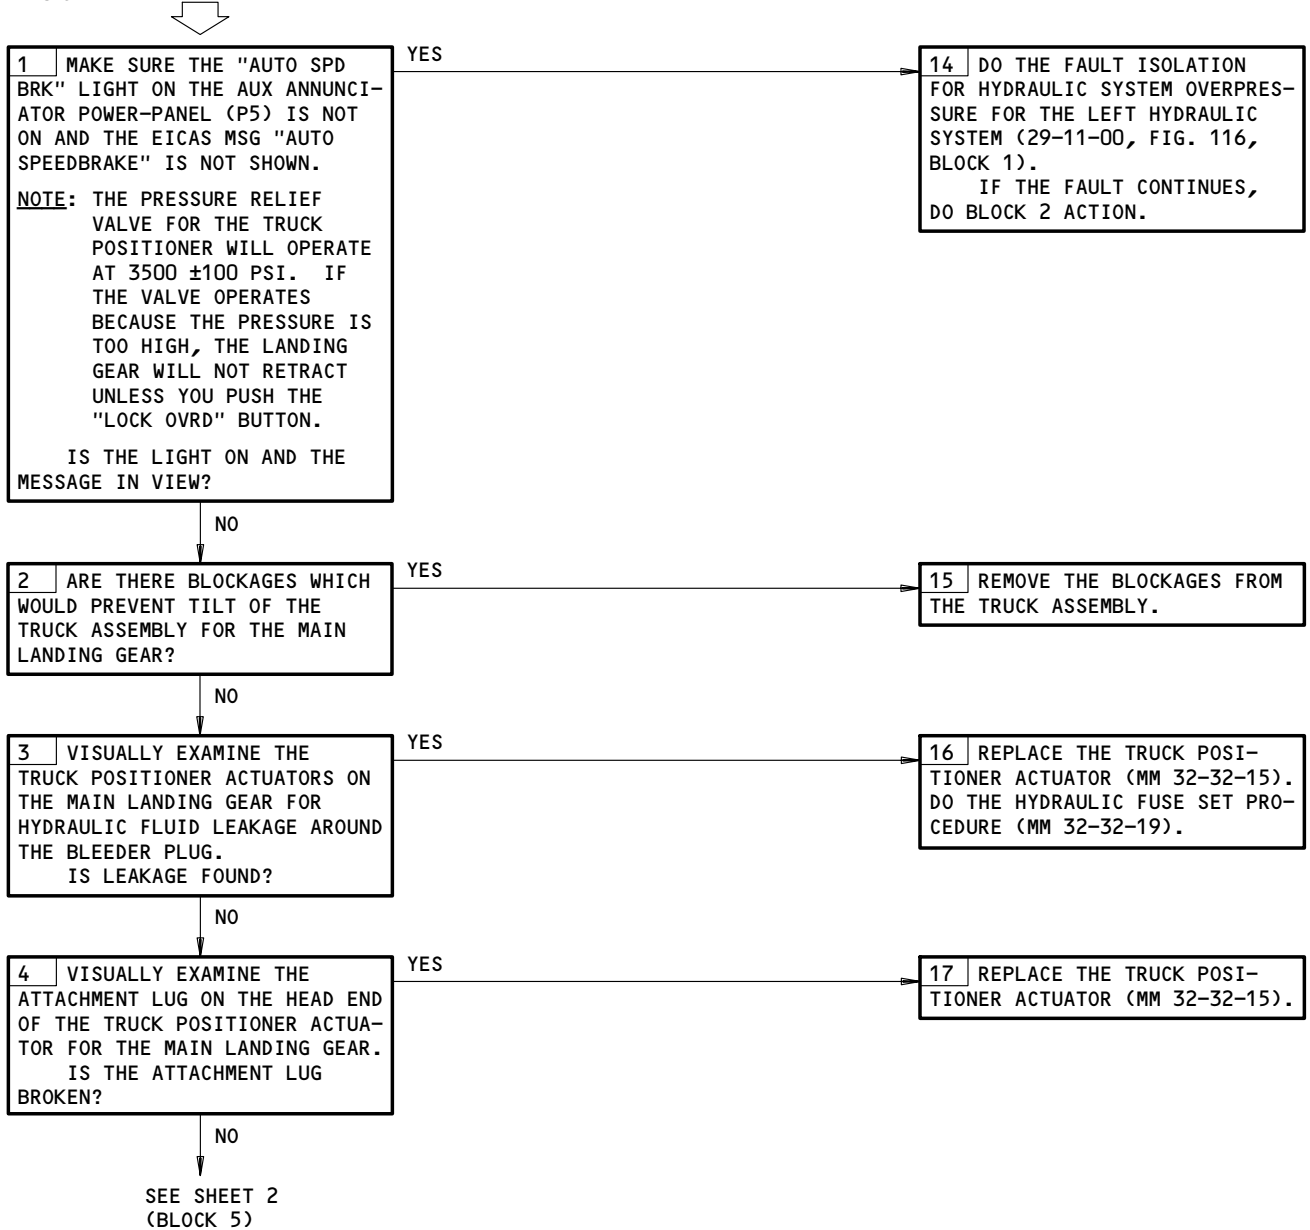 YES
1 MAKE SURE THE "AUTO SPD
BRK" LIGHT ON THE AUX ANNUNCI-
ATOR POWER-PANEL (P5) IS NOT
ON AND THE EICAS MSG "AUTO
SPEEDBRAKE" IS NOT SHOWN.
NOTE: THE PRESSURE RELIEF
VALVE FOR THE TRUCK
POSITIONER WILL OPERATE
AT 3500 ±100 PSI. IF
THE VALVE OPERATES
BECAUSE THE PRESSURE IS
TOO HIGH, THE LANDING
GEAR WILL NOT RETRACT
UNLESS YOU PUSH THE
"LOCK OVRD" BUTTON.
IS THE LIGHT ON AND THE
MESSAGE IN VIEW?
14 DO THE FAULT ISOLATION
FOR HYDRAULIC SYSTEM OVERPRES-
SURE FOR THE LEFT HYDRAULIC
SYSTEM (29-11-00, FIG. 116,
BLOCK 1).
IF THE FAULT CONTINUES,
DO BLOCK 2 ACTION.
NO
YES
2 ARE THERE BLOCKAGES WHICH
WOULD PREVENT TILT OF THE
TRUCK ASSEMBLY FOR THE MAIN
LANDING GEAR?
15 REMOVE THE BLOCKAGES FROM
THE TRUCK ASSEMBLY.
NO
YES
3 VISUALLY EXAMINE THE
TRUCK POSITIONER ACTUATORS ON
THE MAIN LANDING GEAR FOR
HYDRAULIC FLUID LEAKAGE AROUND
THE BLEEDER PLUG.
IS LEAKAGE FOUND?
16 REPLACE THE TRUCK POSI-
TIONER ACTUATOR (MM 32-32-15).
DO THE HYDRAULIC FUSE SET PRO-
CEDURE (MM 32-32-19).
NO
YES
4 VISUALLY EXAMINE THE
ATTACHMENT LUG ON THE HEAD END
OF THE TRUCK POSITIONER ACTUA-
TOR FOR THE MAIN LANDING GEAR.
IS THE ATTACHMENT LUG
BROKEN?
17 REPLACE THE TRUCK POSI-
TIONER ACTUATOR (MM 32-32-15).
NO
SEE SHEET 2
(BLOCK 5)